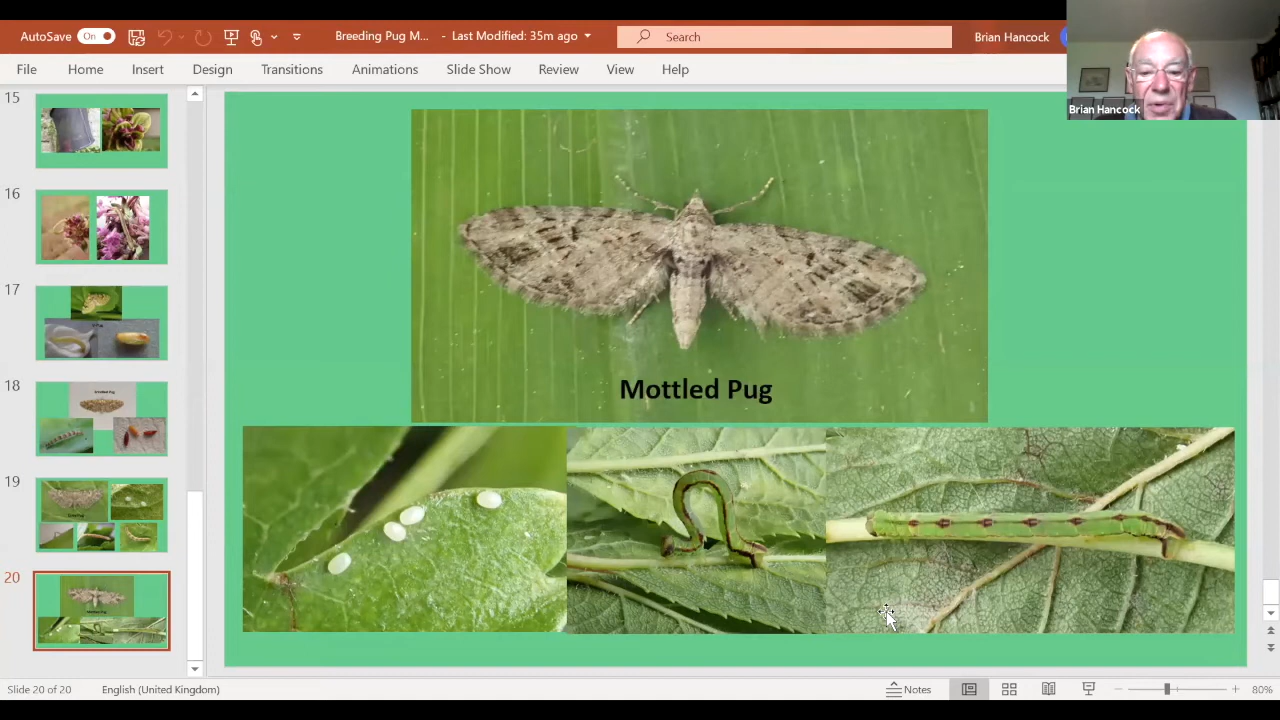 AutoSave On Breeding Pug M... - Last Modified: 35m ago Search Brian Hancock
File Home Insert Design Transitions Animations Slide Show Review View Help
Brian Hancock
15
16
17
18
19
20
Mottled Pug
Slide 20 of 20 English (United Kingdom) Notes 80%